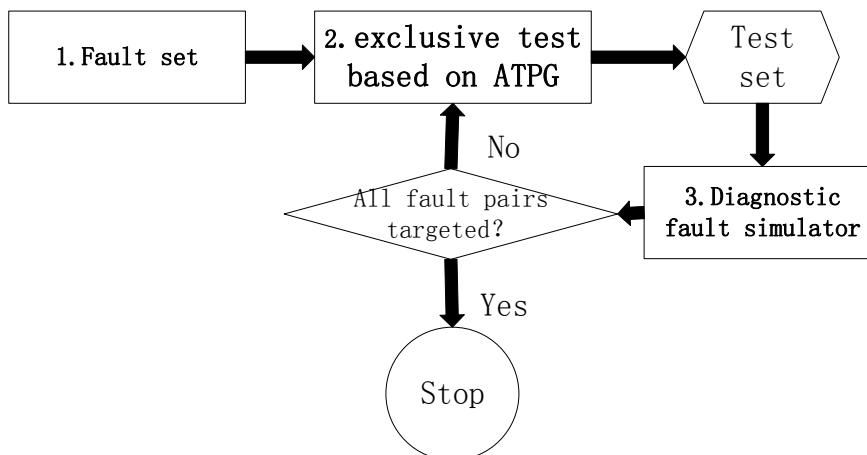 1.Fault set
2.exclusive test
based on ATPG
Test
set
No
All fault pairs
targeted?
3.Diagnostic
fault simulator
Yes
Stop